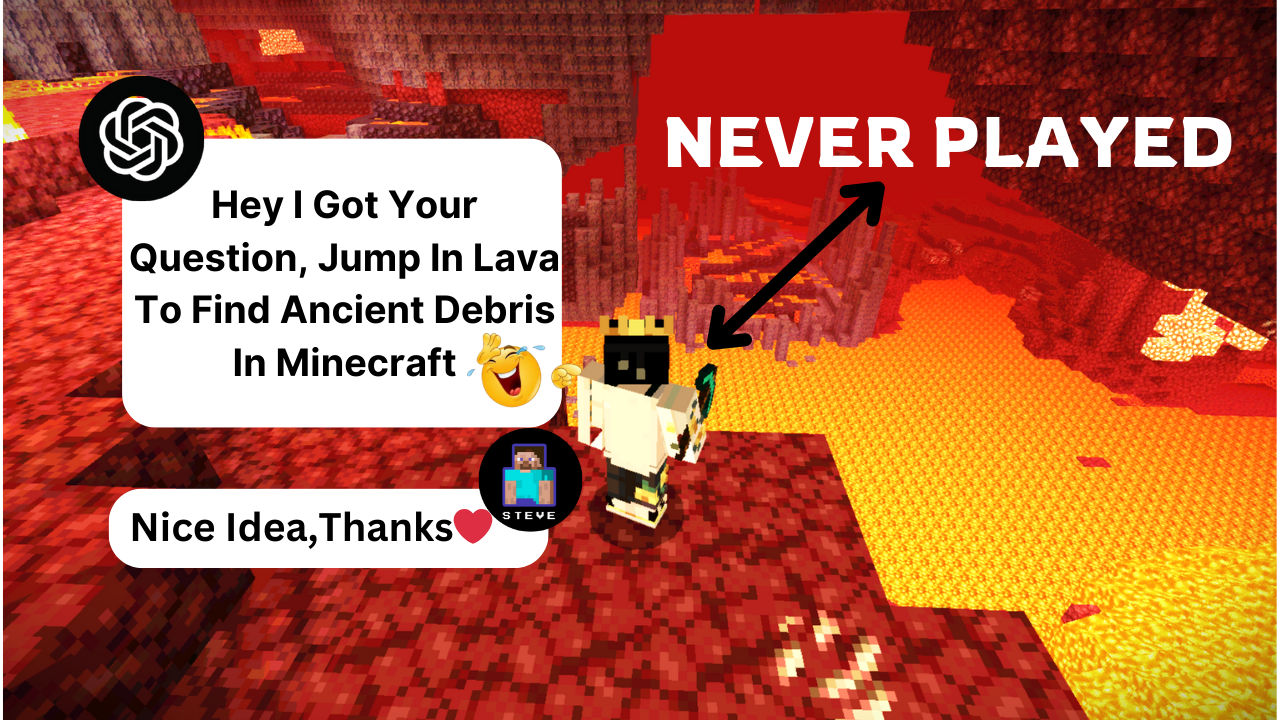 NEVER PLAYED
Hey I Got Your
Question, Jump In Lava
To Find Ancient Debris
In Minecraft 😂
STEVE
Nice Idea,Thanks❤️